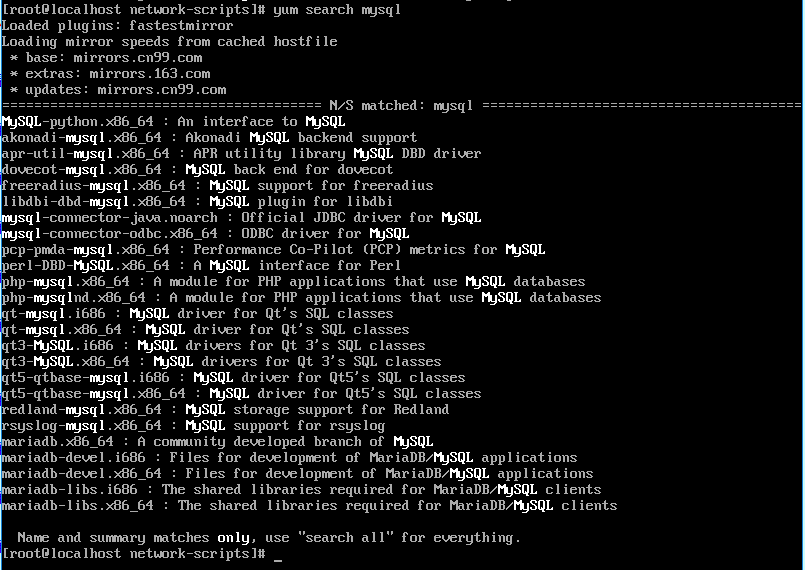 [root@localhost network-scripts]# yum search mysql
Loaded plugins: fastestmirror
Loading mirror speeds from cached hostfile
 * base: mirrors.cn99.com
 * extras: mirrors.163.com
 * updates: mirrors.cn99.com
======================================== N/S matched: mysql ========================================
MySQL-python.x86_64 : An interface to MySQL
akonadi-mysql.x86_64 : Akonadi MySQL backend support
apr-util-mysql.x86_64 : APR utility library MySQL DBD driver
dovecot-mysql.x86_64 : MySQL back end for dovecot
freeradius-mysql.x86_64 : MySQL support for freeradius
libdbi-dbd-mysql.x86_64 : MySQL plugin for libdbi
mysql-connector-java.noarch : Official JDBC driver for MySQL
mysql-connector-odbc.x86_64 : ODBC driver for MySQL
pcp-pmda-mysql.x86_64 : Performance Co-Pilot (PCP) metrics for MySQL
perl-DBD-MySQL.x86_64 : A MySQL interface for Perl
php-mysql.x86_64 : A module for PHP applications that use MySQL databases
php-mysqlnd.x86_64 : A module for PHP applications that use MySQL databases
qt-mysql.i686 : MySQL driver for Qt's SQL classes
qt-mysql.x86_64 : MySQL driver for Qt's SQL classes
qt3-MySQL.i686 : MySQL drivers for Qt 3's SQL classes
qt3-MySQL.x86_64 : MySQL drivers for Qt 3's SQL classes
qt5-qtbase-mysql.i686 : MySQL driver for Qt5's SQL classes
qt5-qtbase-mysql.x86_64 : MySQL driver for Qt5's SQL classes
redland-mysql.x86_64 : MySQL storage support for Redland
rsyslog-mysql.x86_64 : MySQL support for rsyslog
mariadb.x86_64 : A community developed branch of MySQL
mariadb-devel.i686 : Files for development of MariaDB/MySQL applications
mariadb-devel.x86_64 : Files for development of MariaDB/MySQL applications
mariadb-libs.i686 : The shared libraries required for MariaDB/MySQL clients
mariadb-libs.x86_64 : The shared libraries required for MariaDB/MySQL clients
  Name and summary matches only, use "search all" for everything.
[root@localhost network-scripts]# _